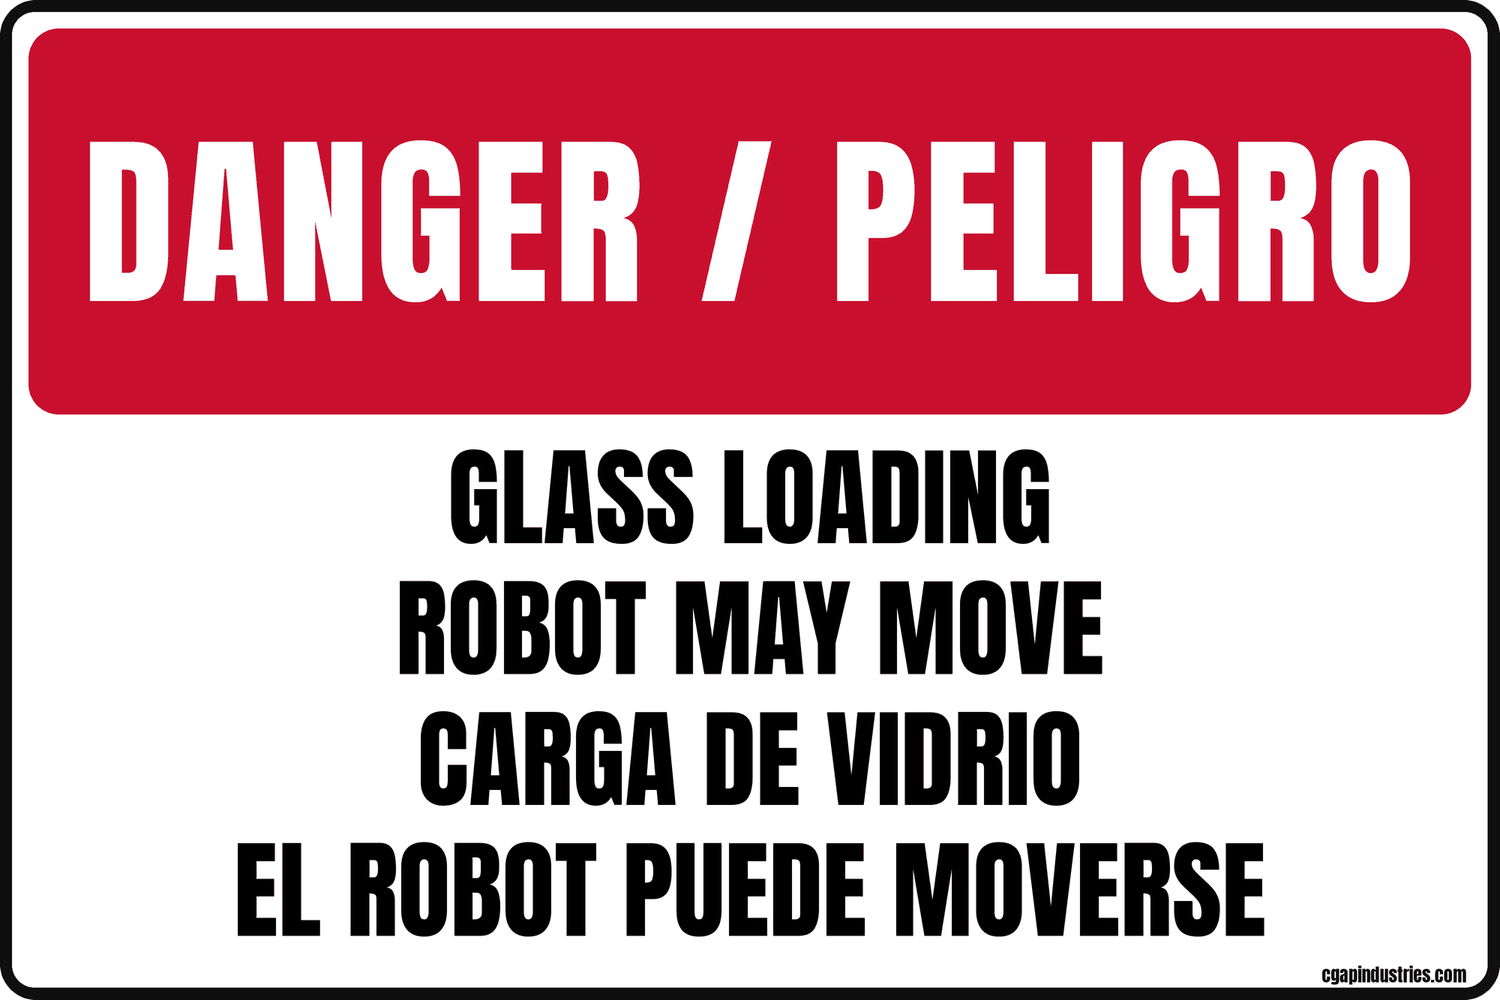 DANGER / PELIGRO
GLASS LOADING
ROBOT MAY MOVE
CARGA DE VIDRIO
EL ROBOT PUEDE MOVERSE
cgapindustries.com